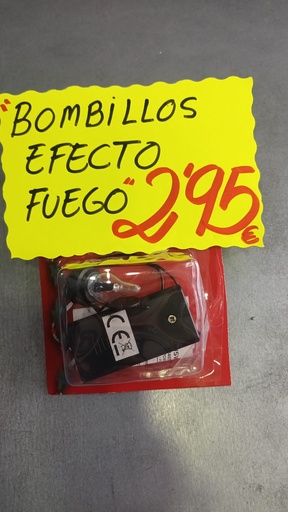 "BOMBILLOS
EFECTO
FUEGO" 2'95
€
CE